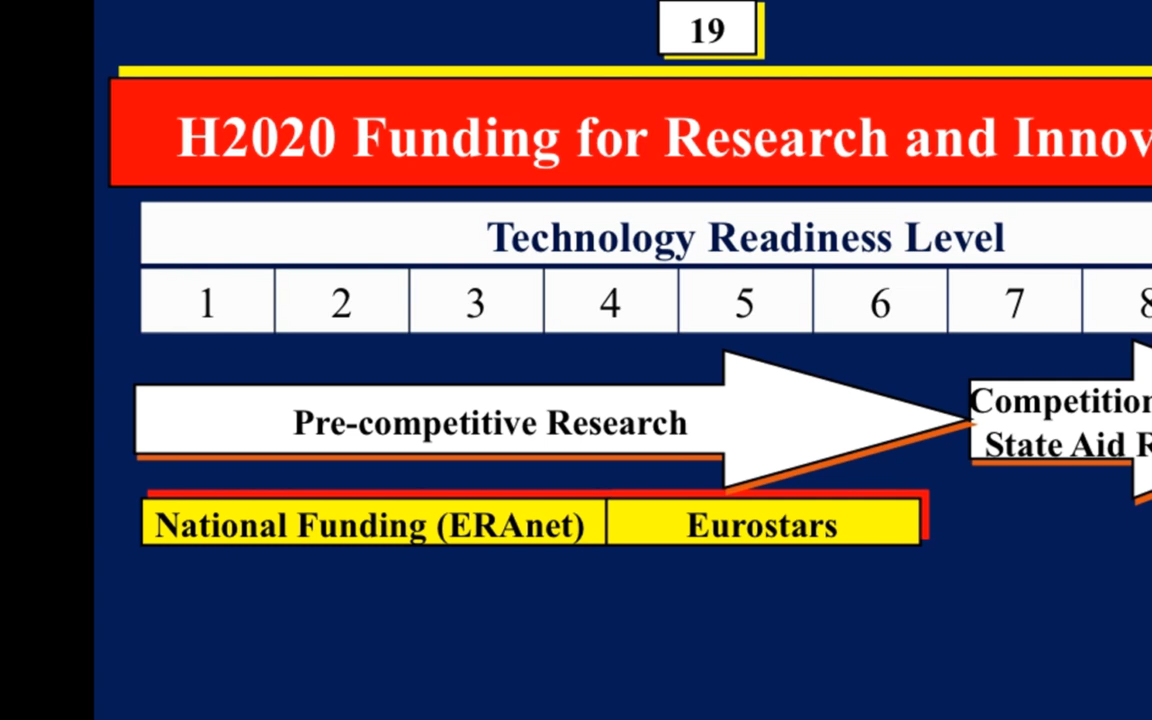 19
H2020 Funding for Research and Innov
Technology Readiness Level
1 2 3 4 5 6 7 8
Pre-competitive Research
Competition
State Aid R
National Funding (ERAnet) Eurostars